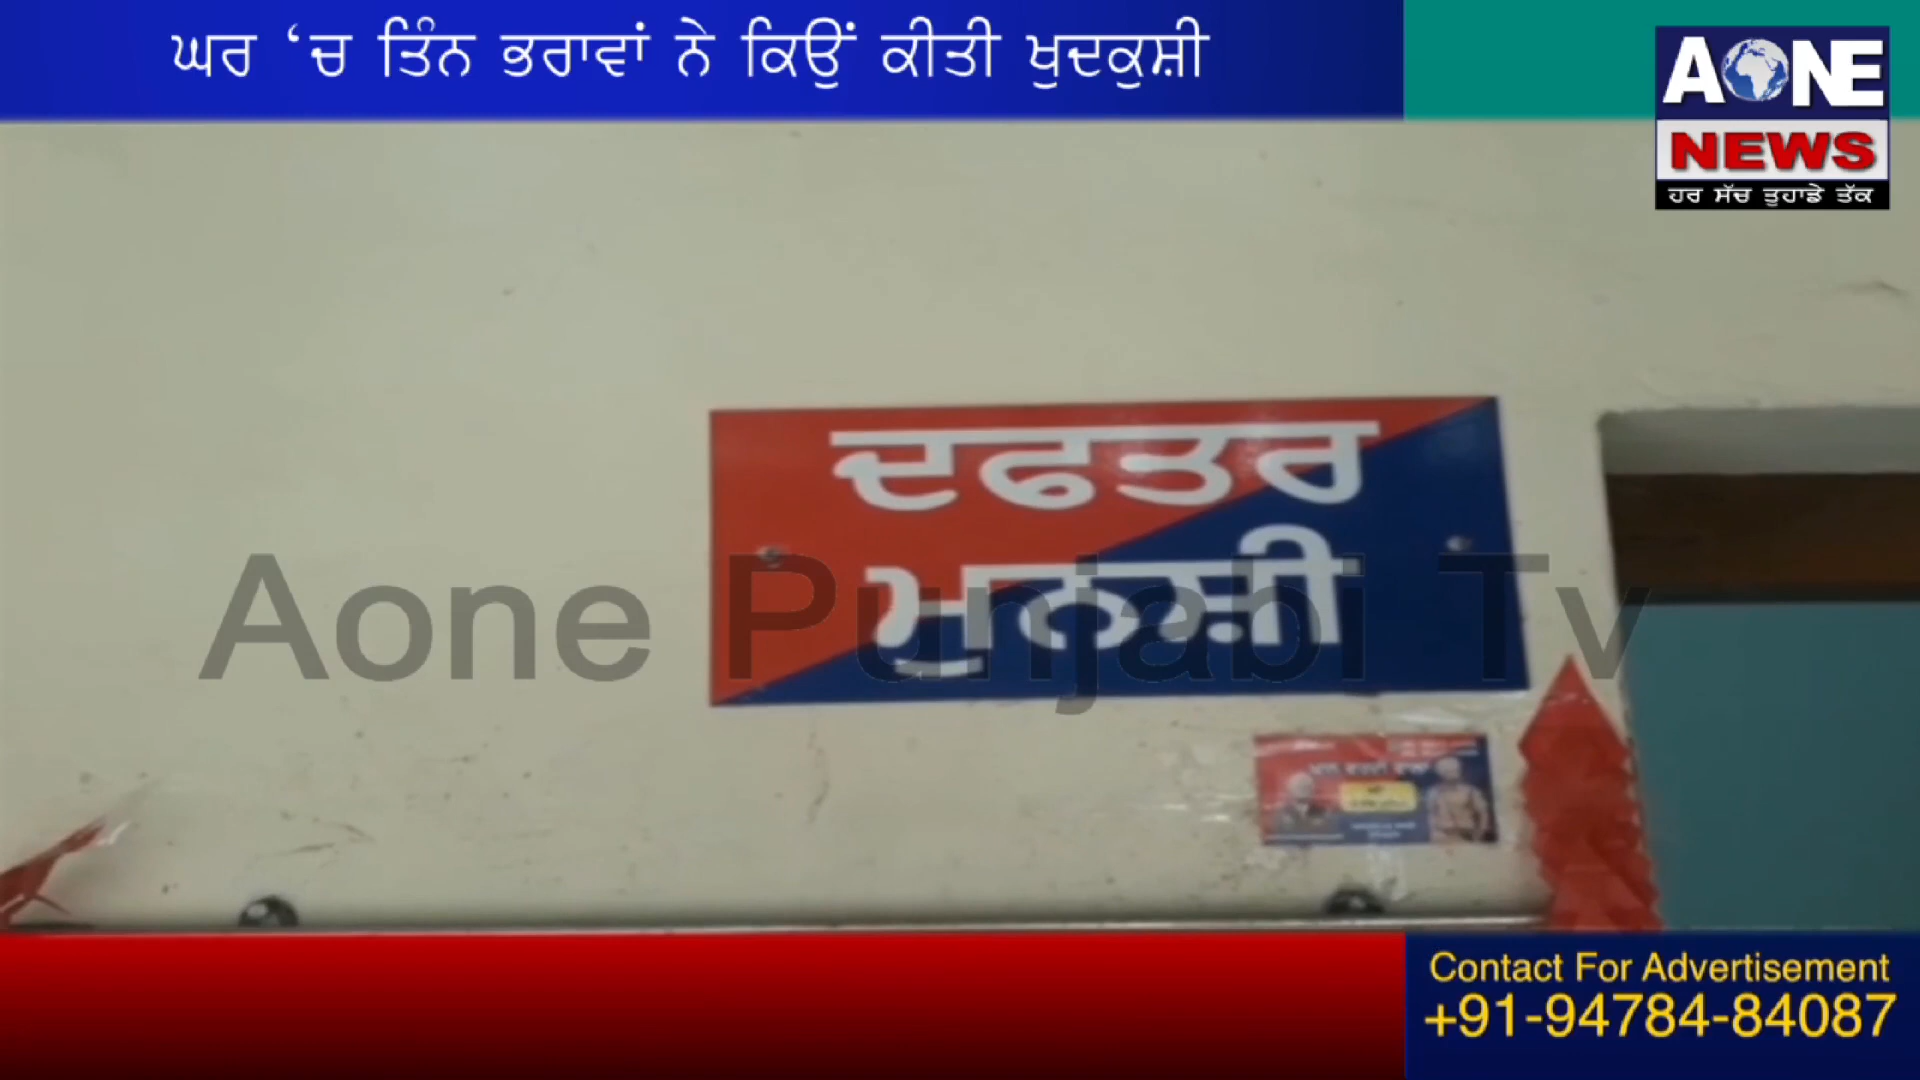 ਘਰ ‘ਚ ਤਿੰਨ ਭਰਾਵਾਂ ਨੇ ਕਿਉਂ ਕੀਤੀ ਖੁਦਕੁਸ਼ੀ
AONE
NEWS
ਹਰ ਸੱਚ ਤੁਹਾਡੇ ਤੱਕ
ਦਫਤਰ
ਮੁਨਸ਼ੀ
Aone Punjabi Tv
Contact For Advertisement
+91-94784-84087